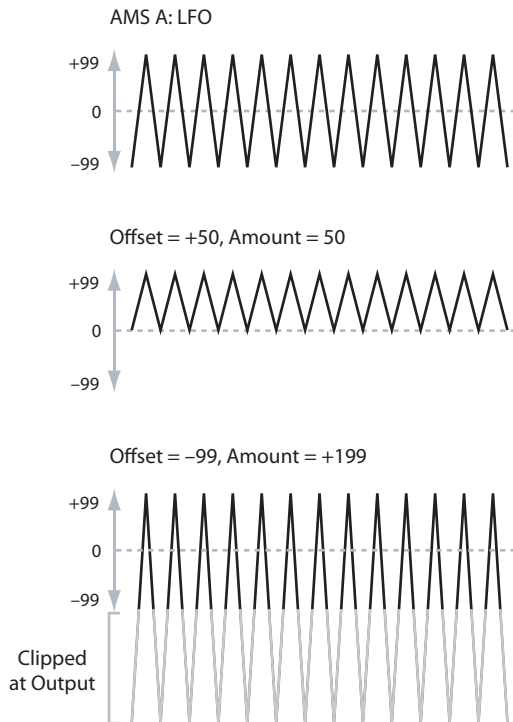 AMS A: LFO
+99
0
–99
Offset = +50, Amount = 50
+99
0
–99
Offset = –99, Amount = +199
+99
0
–99
Clipped
at Output